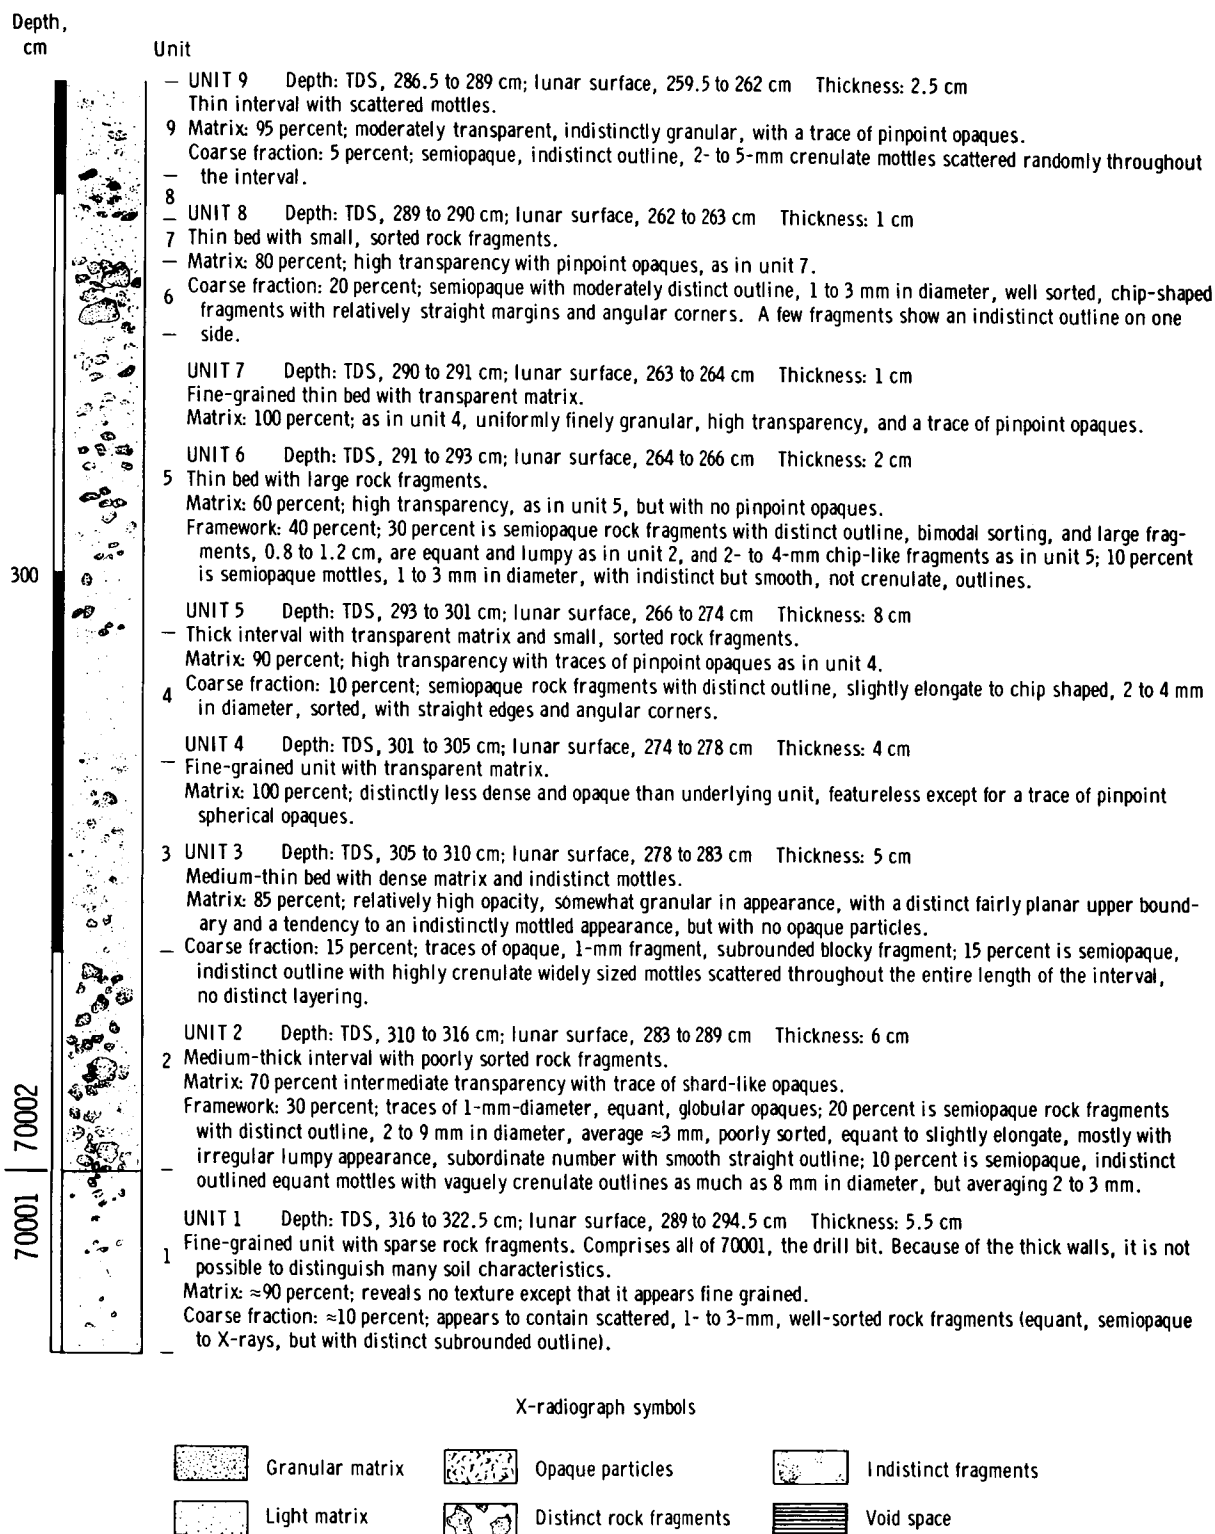 Depth,
cm
Unit
UNIT 9 Depth: TDS, 286.5 to 289 cm; lunar surface, 259.5 to 262 cm Thickness: 2.5 cm
Thin interval with scattered mottles.
9 Matrix: 95 percent; moderately transparent, indistinctly granular, with a trace of pinpoint opaques.
Coarse fraction: 5 percent; semiopaque, indistinct outline, 2- to 5-mm crenulate mottles scattered randomly throughout
the interval.
8
UNIT 8 Depth: TDS, 289 to 290 cm; lunar surface, 262 to 263 cm Thickness: 1 cm
7 Thin bed with small, sorted rock fragments.
Matrix: 80 percent; high transparency with pinpoint opaques, as in unit 7.
6 Coarse fraction: 20 percent; semiopaque with moderately distinct outline, 1 to 3 mm in diameter, well sorted, chip-shaped
fragments with relatively straight margins and angular corners. A few fragments show an indistinct outline on one
side.
UNIT 7 Depth: TDS, 290 to 291 cm; lunar surface, 263 to 264 cm Thickness: 1 cm
Fine-grained thin bed with transparent matrix.
Matrix: 100 percent; as in unit 4, uniformly finely granular, high transparency, and a trace of pinpoint opaques.
UNIT 6 Depth: TDS, 291 to 293 cm; lunar surface, 264 to 266 cm Thickness: 2 cm
5 Thin bed with large rock fragments.
Matrix: 60 percent; high transparency, as in unit 5, but with no pinpoint opaques.
Framework: 40 percent; 30 percent is semiopaque rock fragments with distinct outline, bimodal sorting, and large frag-
ments, 0.8 to 1.2 cm, are equant and lumpy as in unit 2, and 2- to 4-mm chip-like fragments as in unit 5; 10 percent
300 is semiopaque mottles, 1 to 3 mm in diameter, with indistinct but smooth, not crenulate, outlines.
UNIT 5 Depth: TDS, 293 to 301 cm; lunar surface, 266 to 274 cm Thickness: 8 cm
Thick interval with transparent matrix and small, sorted rock fragments.
Matrix: 90 percent; high transparency with traces of pinpoint opaques as in unit 4.
4 Coarse fraction: 10 percent; semiopaque rock fragments with distinct outline, slightly elongate to chip shaped, 2 to 4 mm
in diameter, sorted, with straight edges and angular corners.
UNIT 4 Depth: TDS, 301 to 305 cm; lunar surface, 274 to 278 cm Thickness: 4 cm
Fine-grained unit with transparent matrix.
Matrix: 100 percent; distinctly less dense and opaque than underlying unit, featureless except for a trace of pinpoint
spherical opaques.
3 UNIT 3 Depth: TDS, 305 to 310 cm; lunar surface, 278 to 283 cm Thickness: 5 cm
Medium-thin bed with dense matrix and indistinct mottles.
Matrix: 85 percent; relatively high opacity, somewhat granular in appearance, with a distinct fairly planar upper bound-
ary and a tendency to an indistinctly mottled appearance, but with no opaque particles.
Coarse fraction: 15 percent; traces of opaque, 1-mm fragment, subrounded blocky fragment; 15 percent is semiopaque,
indistinct outline with highly crenulate widely sized mottles scattered throughout the entire length of the interval,
no distinct layering.
UNIT 2 Depth: TDS, 310 to 316 cm; lunar surface, 283 to 289 cm Thickness: 6 cm
2 Medium-thick interval with poorly sorted rock fragments.
Matrix: 70 percent intermediate transparency with trace of shard-like opaques.
Framework: 30 percent; traces of 1-mm-diameter, equant, globular opaques; 20 percent is semiopaque rock fragments
with distinct outline, 2 to 9 mm in diameter, average ≈3 mm, poorly sorted, equant to slightly elongate, mostly with
irregular lumpy appearance, subordinate number with smooth straight outline; 10 percent is semiopaque, indistinct
outlined equant mottles with vaguely crenulate outlines as much as 8 mm in diameter, but averaging 2 to 3 mm.
70002
70001
UNIT 1 Depth: TDS, 316 to 322.5 cm; lunar surface, 289 to 294.5 cm Thickness: 5.5 cm
1 Fine-grained unit with sparse rock fragments. Comprises all of 70001, the drill bit. Because of the thick walls, it is not
possible to distinguish many soil characteristics.
Matrix: ≈90 percent; reveals no texture except that it appears fine grained.
Coarse fraction: ≈10 percent; appears to contain scattered, 1- to 3-mm, well-sorted rock fragments (equant, semiopaque
to X-rays, but with distinct subrounded outline).
X-radiograph symbols
Granular matrix Opaque particles Indistinct fragments
Light matrix Distinct rock fragments Void space